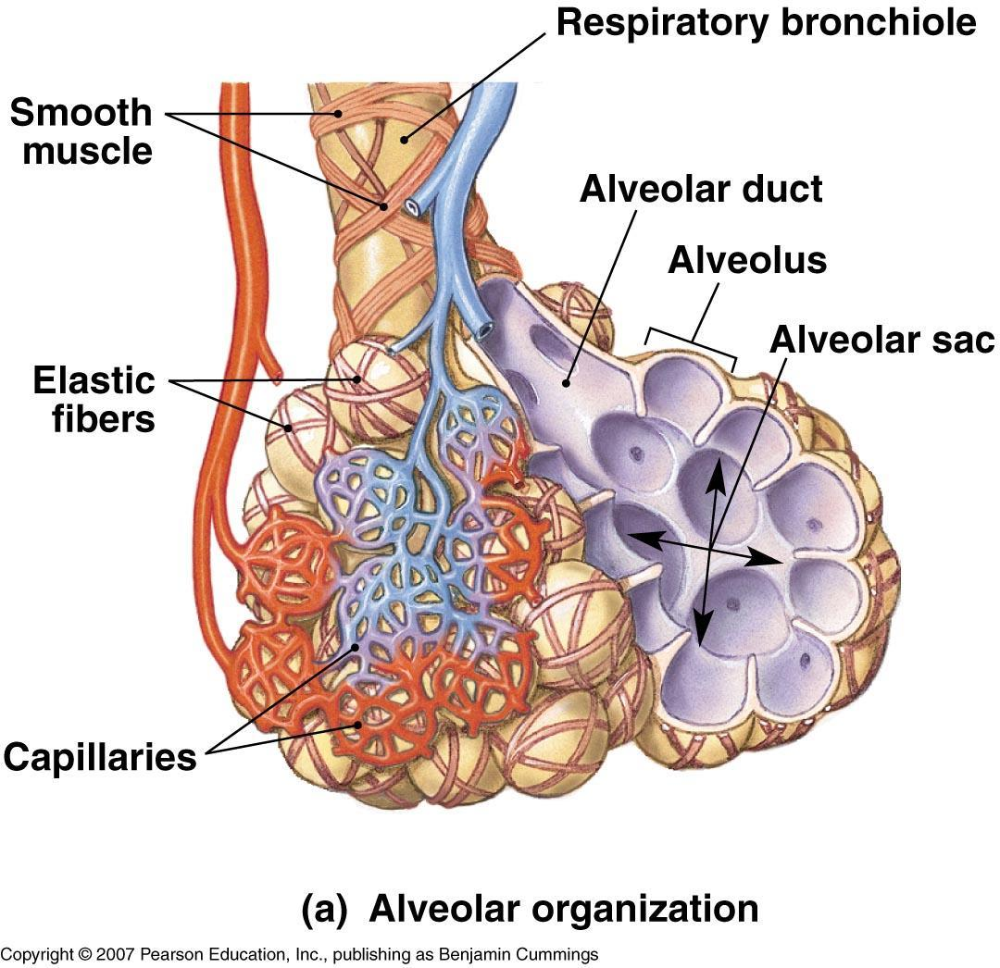 Respiratory bronchiole
Smooth
muscle
Alveolar duct
Alveolus
Alveolar sac
Elastic
fibers
Capillaries
(a) Alveolar organization
Copyright © 2007 Pearson Education, Inc., publishing as Benjamin Cummings